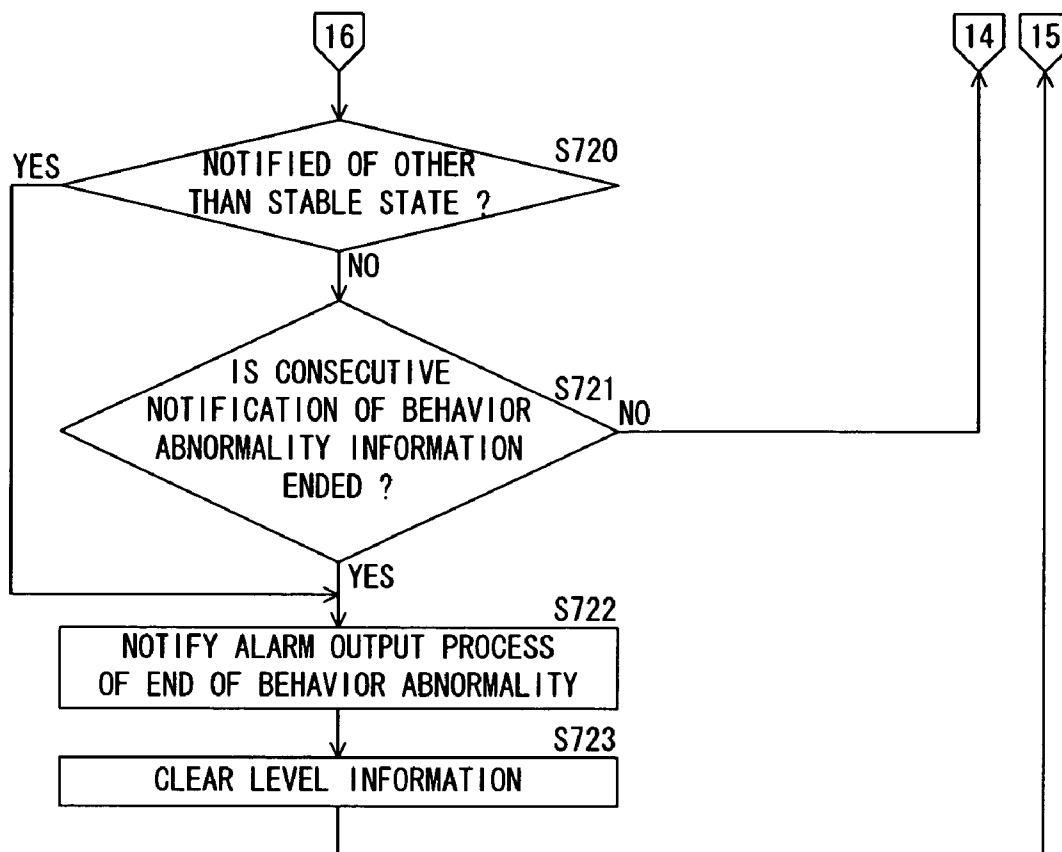 16
14
15
S720
YES
NOTIFIED OF OTHER
THAN STABLE STATE ?
NO
S721
IS CONSECUTIVE
NOTIFICATION OF BEHAVIOR
ABNORMALITY INFORMATION
ENDED ?
NO
YES
S722
NOTIFY ALARM OUTPUT PROCESS
OF END OF BEHAVIOR ABNORMALITY
S723
CLEAR LEVEL INFORMATION